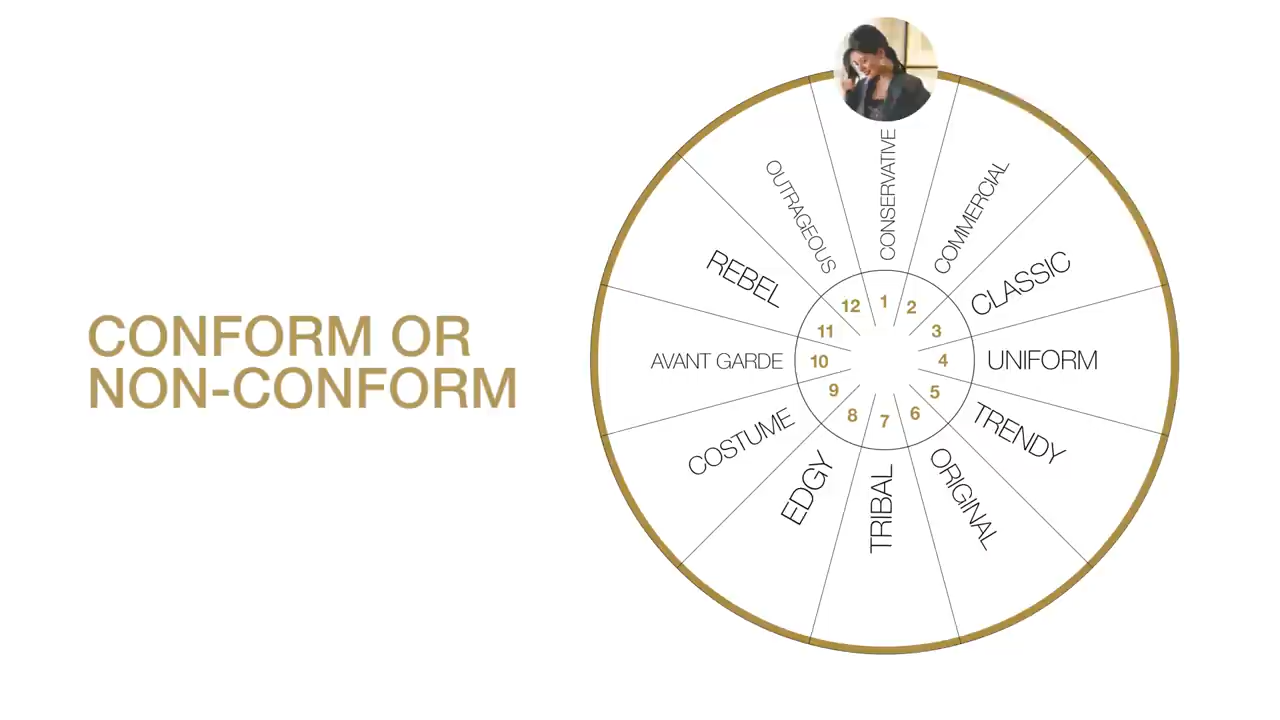 CONFORM OR
NON-CONFORM
CONSERVATIVE
COMMERCIAL
CLASSIC
UNIFORM
TRENDY
ORIGINAL
TRIBAL
EDGY
COSTUME
AVANT GARDE
REBEL
OUTRAGEOUS
1
2
3
4
5
6
7
8
9
10
11
12